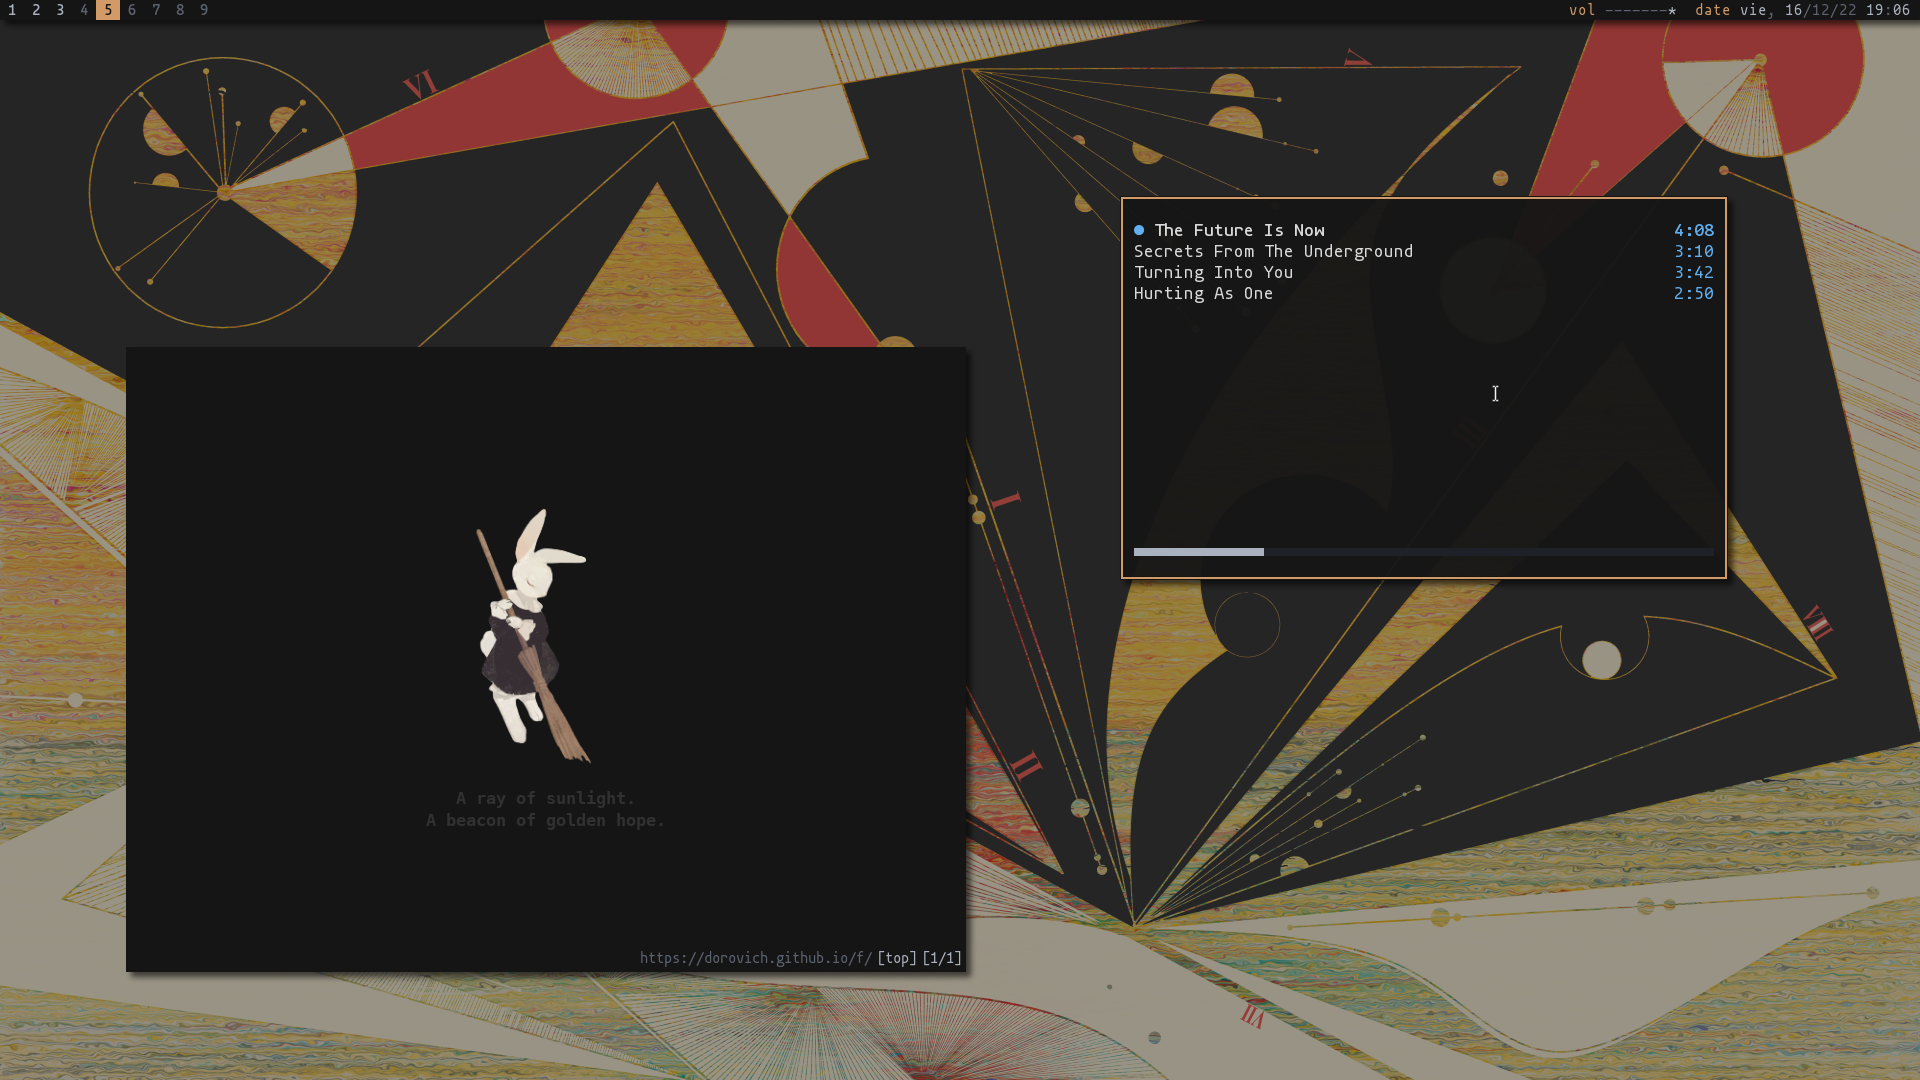 1 2 3 4 5 6 7 8 9
vol -------* date vie, 16/12/22 19:06
VI
V
The Future Is Now 4:08
Secrets From The Underground 3:10
Turning Into You 3:42
Hurting As One 2:50
I
VII
II
A ray of sunlight.
A beacon of golden hope.
https://dorovich.github.io/f/ [top] [1/1]
VII